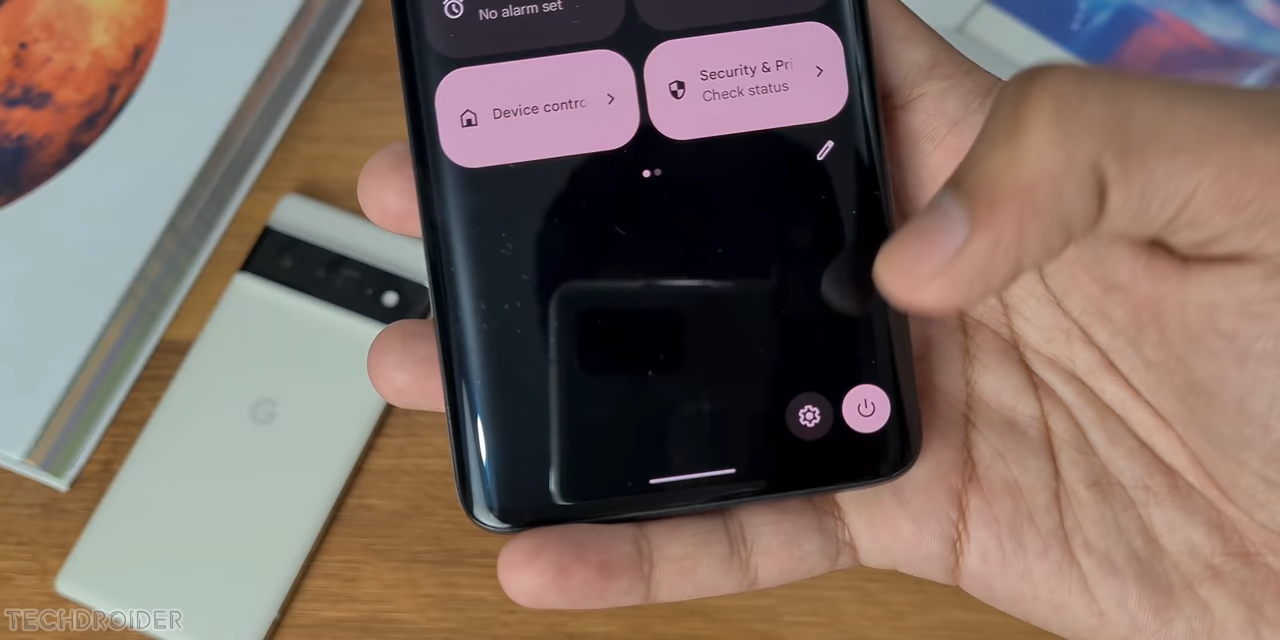 No alarm set
Device contro
Security & Pri
Check status
G
TECHDROIDER